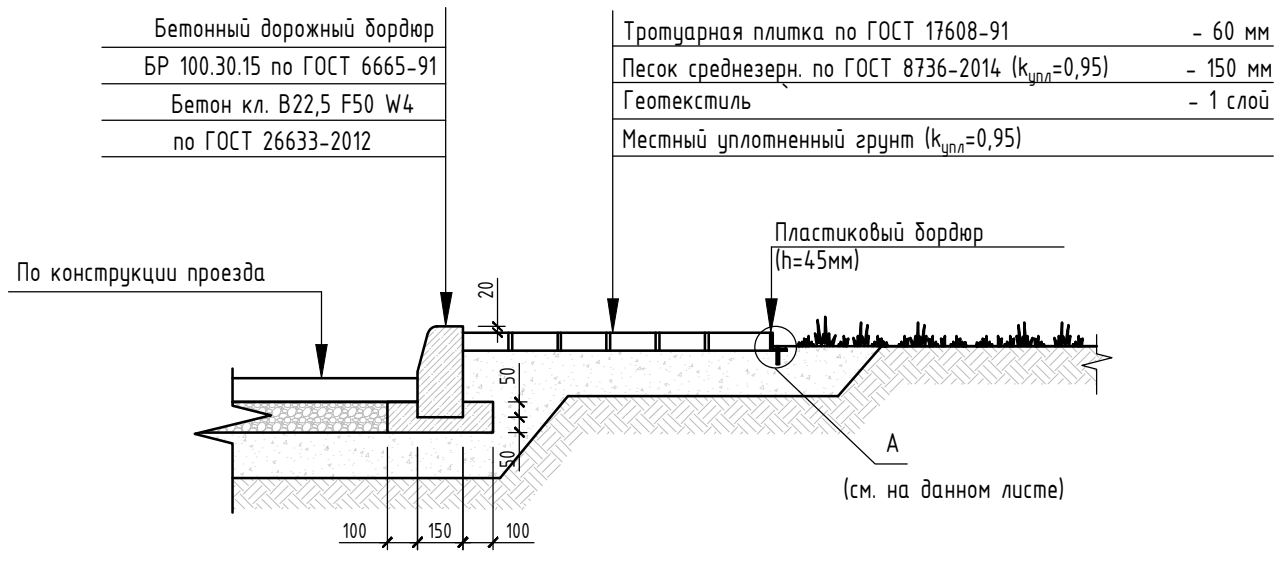 Бетонный дорожный бордюр
БР 100.30.15 по ГОСТ 6665-91
Бетон кл. В22,5 F50 W4
по ГОСТ 26633-2012
Тротуарная плитка по ГОСТ 17608-91 - 60 мм
Песок среднезерн. по ГОСТ 8736-2014 (kупл=0,95) - 150 мм
Геотекстиль - 1 слой
Местный уплотненный грунт (kупл=0,95)
Пластиковый бордюр
(h=45мм)
По конструкции проезда
20
50
50
А
(см. на данном листе)
100 150 100